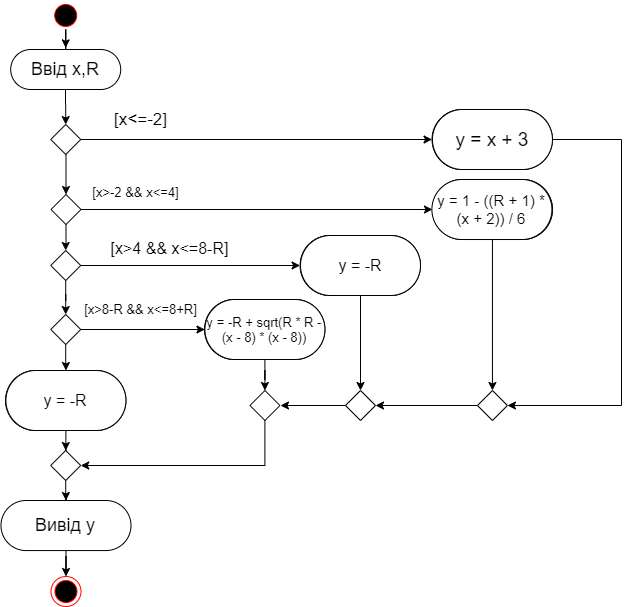 Ввід x,R
[x<=-2]
y = x + 3
[x>-2 && x<=4]
y = 1 - ((R + 1) *
(x + 2)) / 6
[x>4 && x<=8-R]
y = -R
[x>8-R && x<=8+R]
y = -R + sqrt(R * R -
(x - 8) * (x - 8))
y = -R
Вивід y